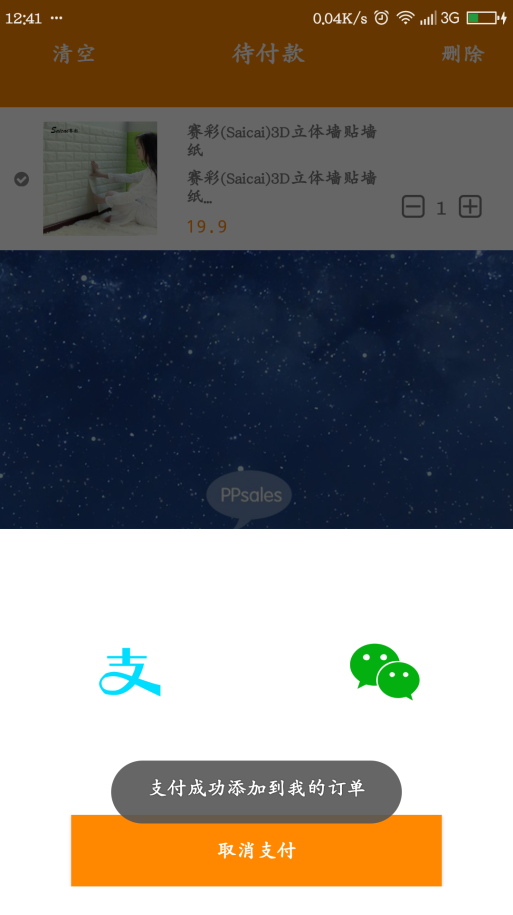 12:41 ... 0.04K/s 3G
清空 待付款 删除
赛彩(Saicai)3D立体墙贴墙
纸
赛彩(Saicai)3D立体墙贴墙
纸...
19.9
1
PPsales
支
支付成功添加到我的订单
取消支付